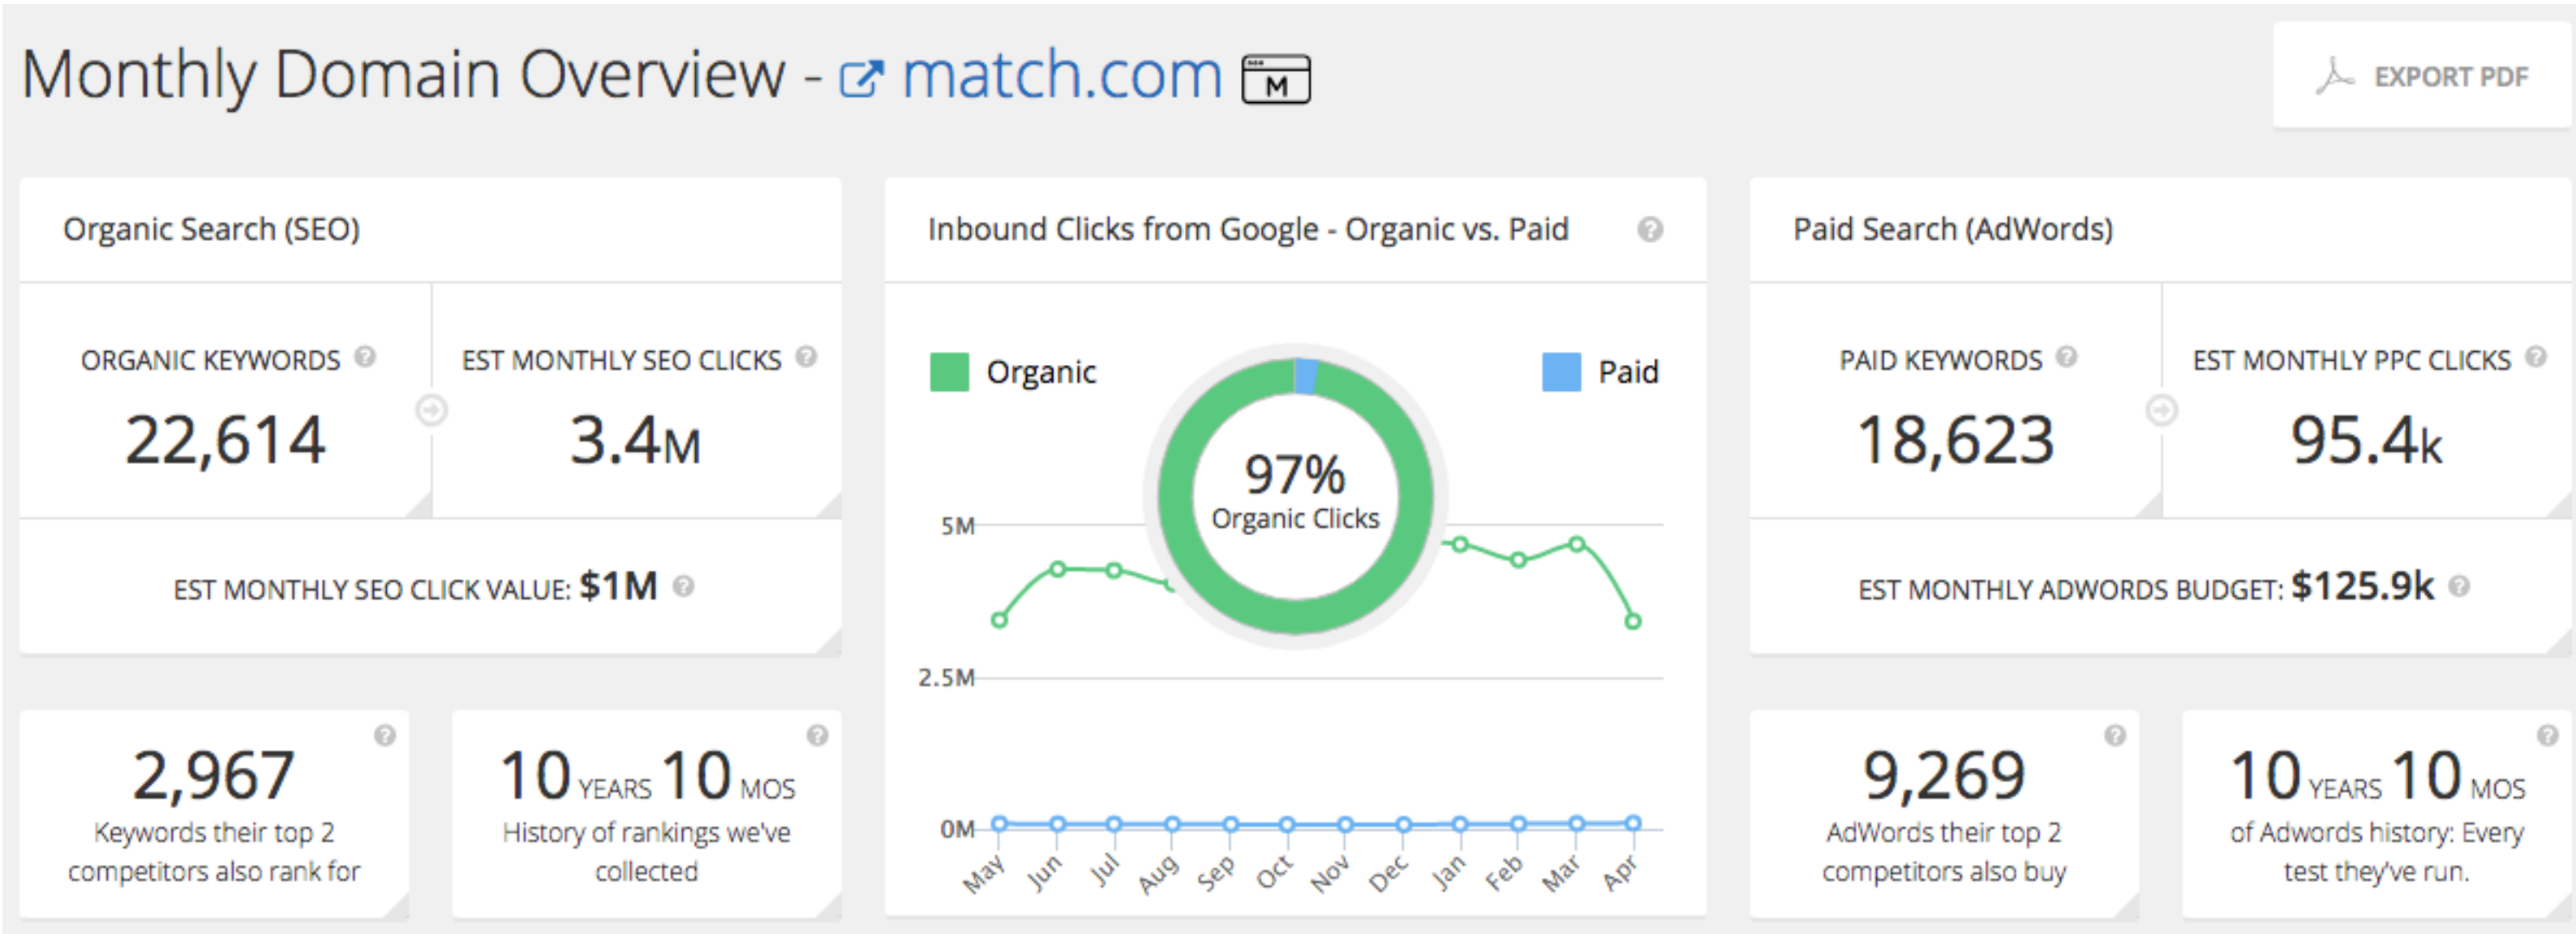 Monthly Domain Overview - match.com
M
EXPORT PDF
Organic Search (SEO)
ORGANIC KEYWORDS ?
22,614
EST MONTHLY SEO CLICKS ?
3.4M
EST MONTHLY SEO CLICK VALUE: $1M ?
2,967 ?
Keywords their top 2
competitors also rank for
10 YEARS 10 MOS ?
History of rankings we've
collected
Inbound Clicks from Google - Organic vs. Paid ?
Organic
Paid
97%
Organic Clicks
5M
2.5M
0M
May Jun Jul Aug Sep Oct Nov Dec Jan Feb Mar Apr
Paid Search (AdWords)
PAID KEYWORDS ?
18,623
EST MONTHLY PPC CLICKS ?
95.4k
EST MONTHLY ADWORDS BUDGET: $125.9k ?
9,269 ?
AdWords their top 2
competitors also buy
10 YEARS 10 MOS ?
of Adwords history: Every
test they've run.